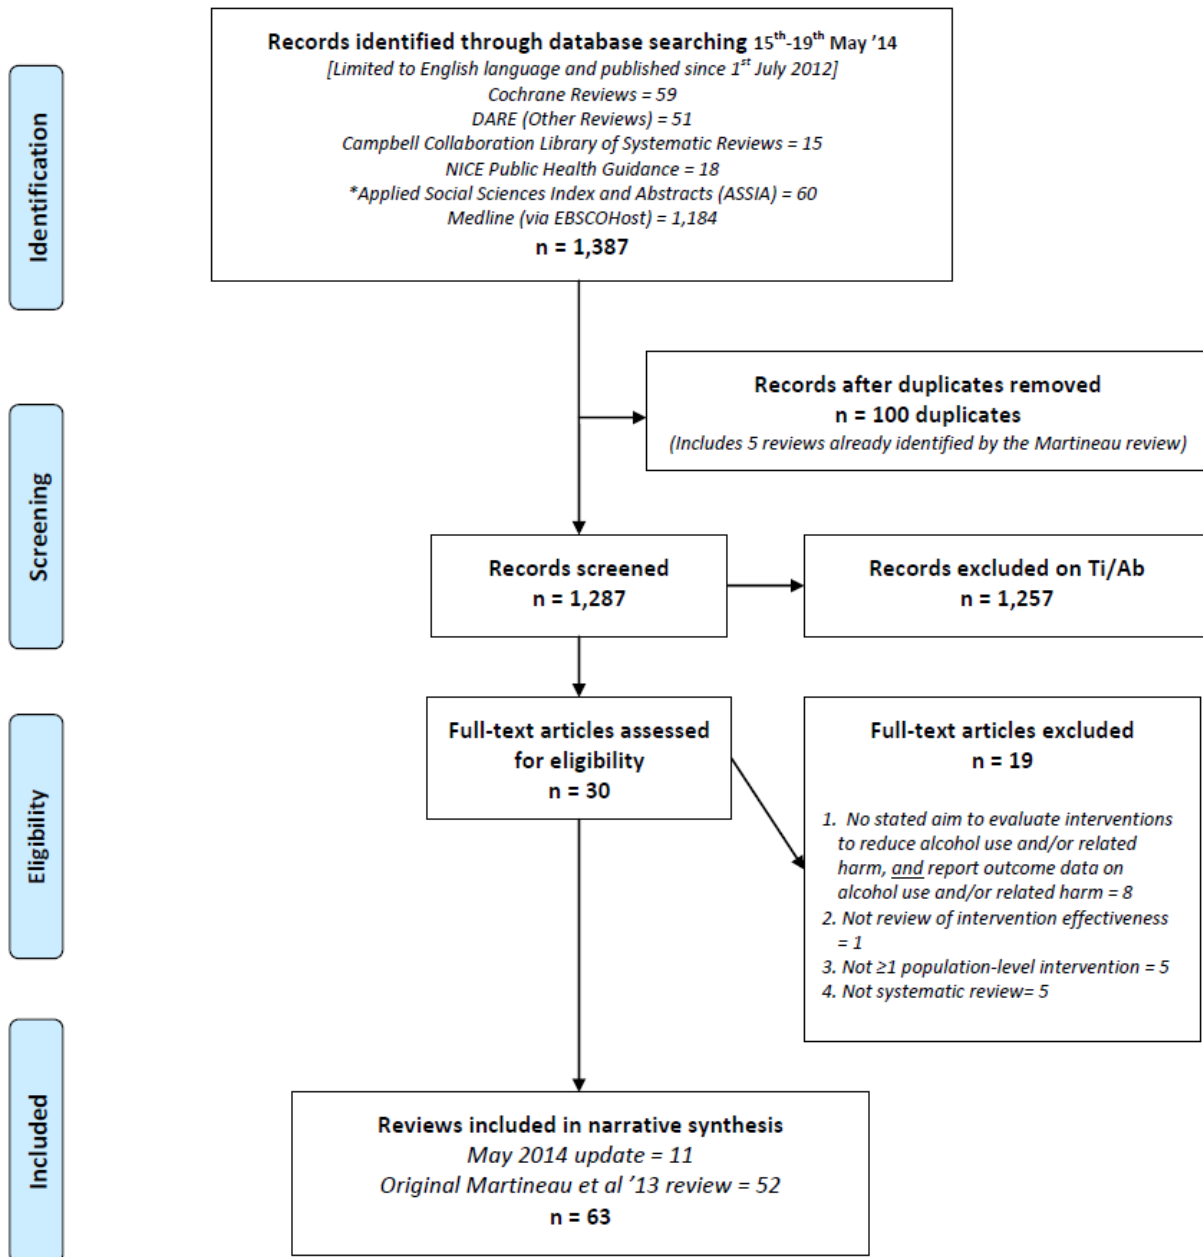 Identification
Records identified through database searching 15th-19th May '14
[Limited to English language and published since 1st July 2012]
Cochrane Reviews = 59
DARE (Other Reviews) = 51
Campbell Collaboration Library of Systematic Reviews = 15
NICE Public Health Guidance = 18
*Applied Social Sciences Index and Abstracts (ASSIA) = 60
Medline (via EBSCOHost) = 1,184
n = 1,387
Records after duplicates removed
n = 100 duplicates
(Includes 5 reviews already identified by the Martineau review)
Screening
Records screened
n = 1,287
Records excluded on Ti/Ab
n = 1,257
Eligibility
Full-text articles assessed
for eligibility
n = 30
Full-text articles excluded
n = 19
1. No stated aim to evaluate interventions
to reduce alcohol use and/or related
harm, and report outcome data on
alcohol use and/or related harm = 8
2. Not review of intervention effectiveness
= 1
3. Not ≥1 population-level intervention = 5
4. Not systematic review= 5
Included
Reviews included in narrative synthesis
May 2014 update = 11
Original Martineau et al '13 review = 52
n = 63